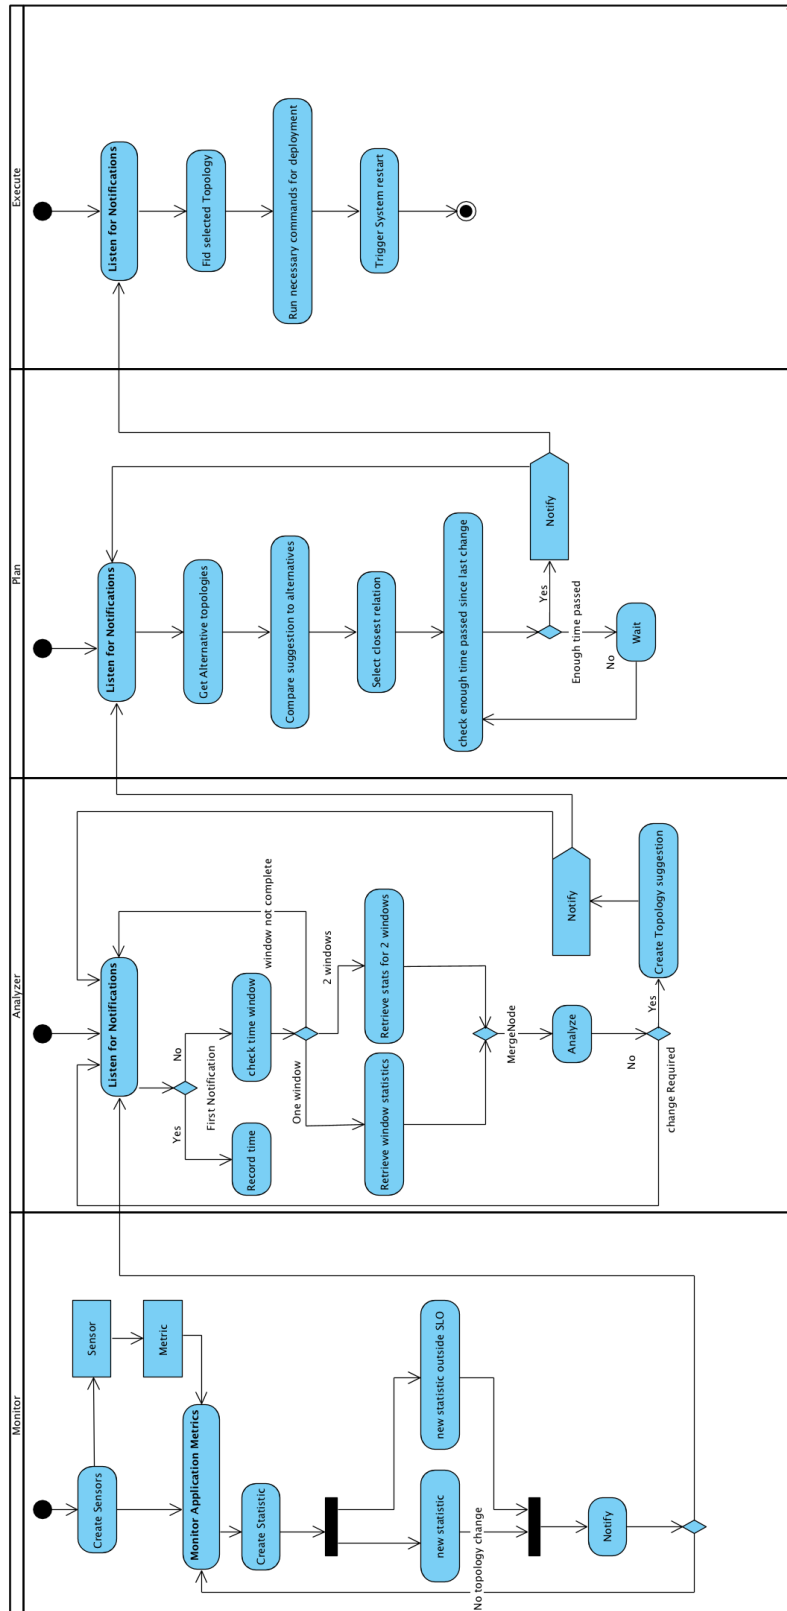 Monitor
Create Sensors
Sensor
Metric
Monitor Application Metrics
Create Statistic
new statistic
new statistic outside SLO
No topology change
Notify
Analyzer
Listen for Notifications
Yes
No
First Notification
Record time
check time window
window not complete
One window
2 windows
Retrieve window statistics
Retrieve stats for 2 windows
MergeNode
Analyze
No
Yes
change Required
Create Topology suggestion
Notify
Plan
Listen for Notifications
Get Alternative topologies
Compare suggestion to alternatives
Select closest relation
check enough time passed since last change
Yes
Notify
Enough time passed
No
Wait
Execute
Listen for Notifications
Fid selected Topology
Run necessary commands for deployment
Trigger System restart